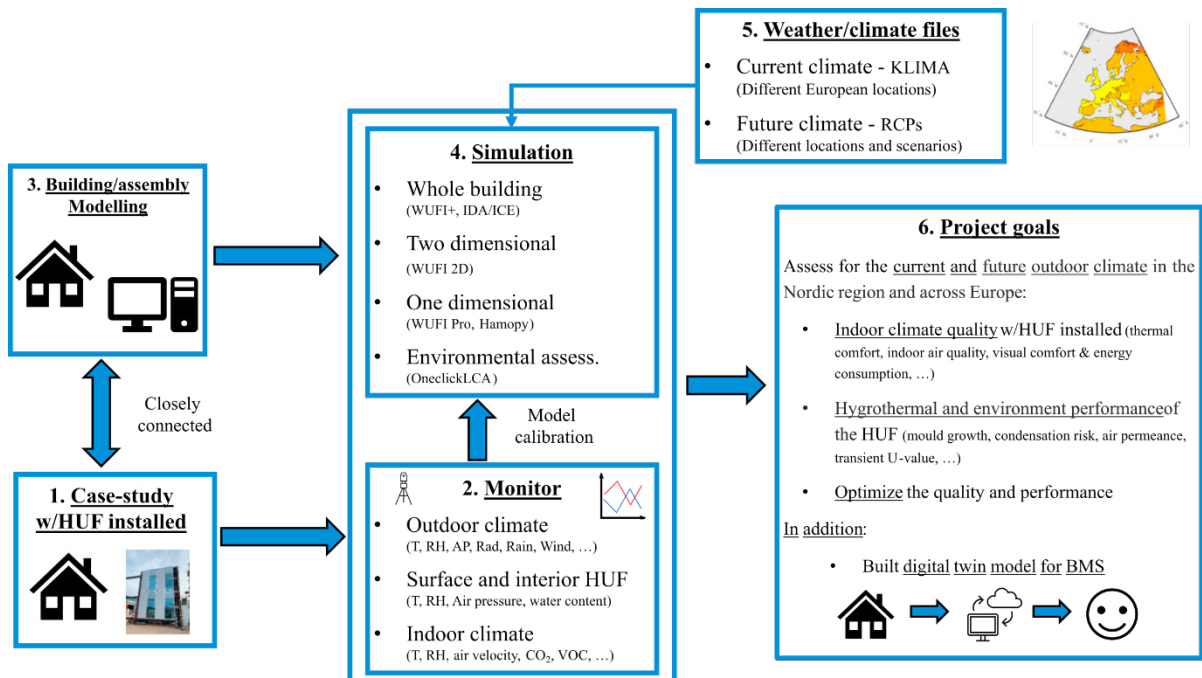 5. Weather/climate files
• Current climate - KLIMA
(Different European locations)
• Future climate - RCPs
(Different locations and scenarios)
3. Building/assembly
Modelling
Closely
connected
1. Case-study
w/HUF installed
4. Simulation
• Whole building
(WUFI+, IDA/ICE)
• Two dimensional
(WUFI 2D)
• One dimensional
(WUFI Pro, Hamopy)
• Environmental assess.
(OneclickLCA)
Model
calibration
2. Monitor
• Outdoor climate
(T, RH, AP, Rad, Rain, Wind, …)
• Surface and interior HUF
(T, RH, Air pressure, water content)
• Indoor climate
(T, RH, air velocity, CO₂, VOC, …)
6. Project goals
Assess for the current and future outdoor climate in the
Nordic region and across Europe:
• Indoor climate quality w/HUF installed (thermal
comfort, indoor air quality, visual comfort & energy
consumption, …)
• Hygrothermal and environment performance of
the HUF (mould growth, condensation risk, air permeance,
transient U-value, …)
• Optimize the quality and performance
In addition:
• Built digital twin model for BMS